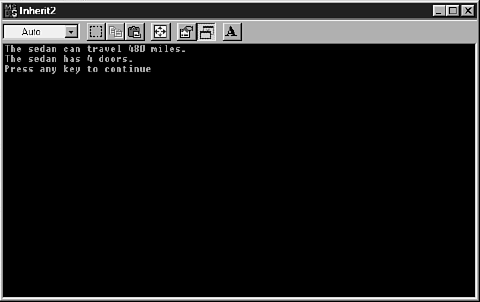 Inherit2
Auto
A
The sedan can travel 480 miles.
The sedan has 4 doors.
Press any key to continue